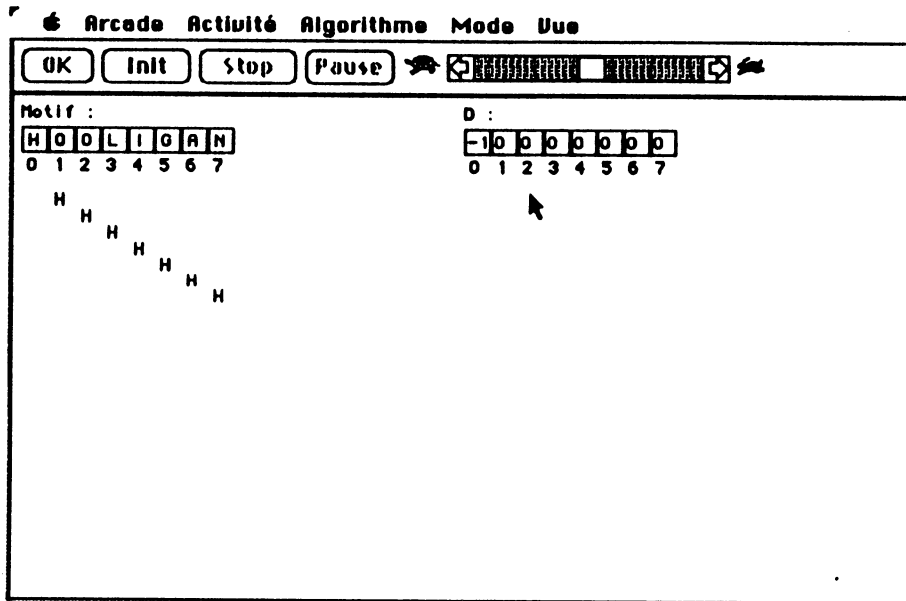 Arcade Activité Algorithme Mode Vue
OK Init Stop Pause
Motif :
H O O L I G A N
0 1 2 3 4 5 6 7
D :
-1 0 0 0 0 0 0 0
0 1 2 3 4 5 6 7
H
H
H
H
H
H
H